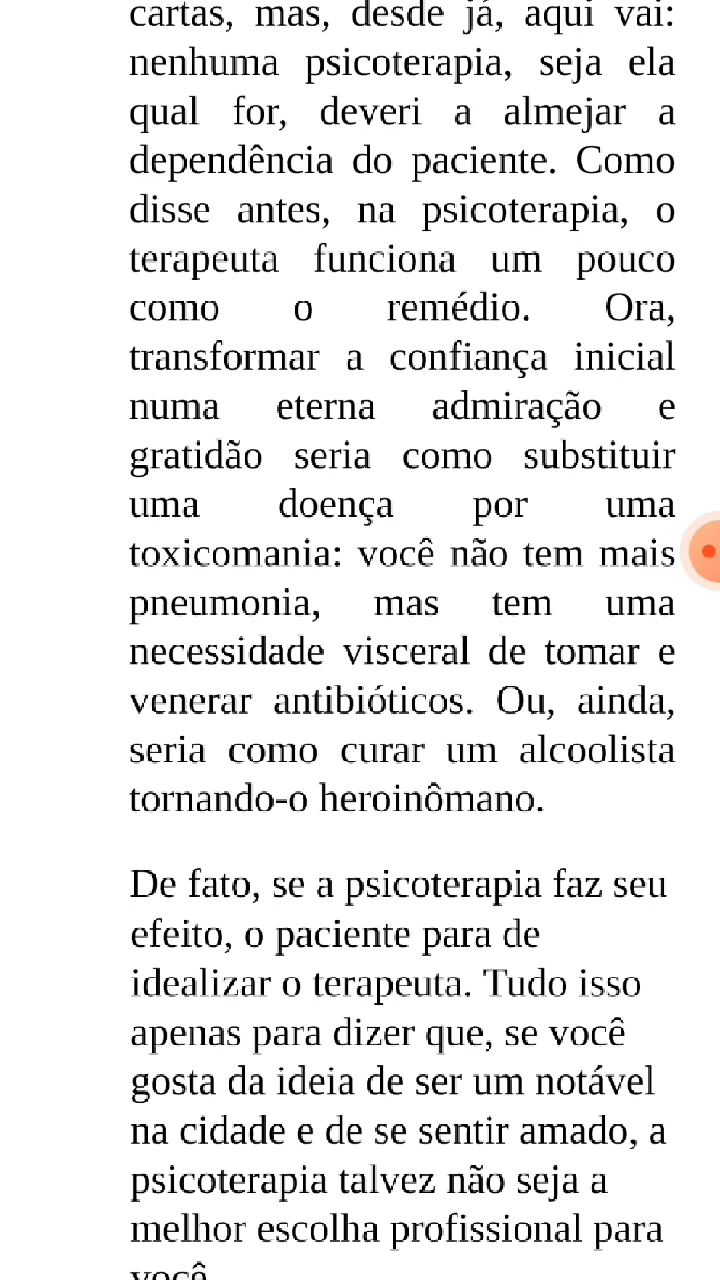 cartas, mas, desde já, aqui vai:
nenhuma psicoterapia, seja ela
qual for, deveri a almejar a
dependência do paciente. Como
disse antes, na psicoterapia, o
terapeuta funciona um pouco
como o remédio. Ora,
transformar a confiança inicial
numa eterna admiração e
gratidão seria como substituir
uma doença por uma
toxicomania: você não tem mais
pneumonia, mas tem uma
necessidade visceral de tomar e
venerar antibióticos. Ou, ainda,
seria como curar um alcoolista
tornando-o heroinômano.
De fato, se a psicoterapia faz seu
efeito, o paciente para de
idealizar o terapeuta. Tudo isso
apenas para dizer que, se você
gosta da ideia de ser um notável
na cidade e de se sentir amado, a
psicoterapia talvez não seja a
melhor escolha profissional para
você